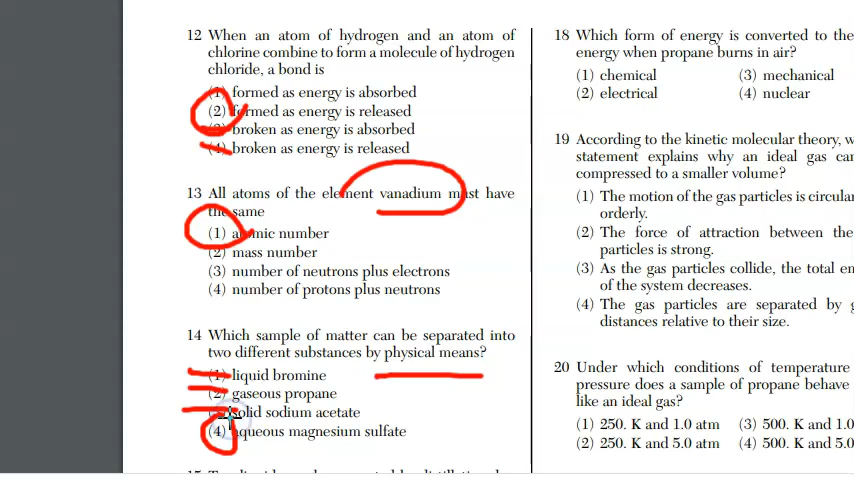 12 When an atom of hydrogen and an atom of
chlorine combine to form a molecule of hydrogen
chloride, a bond is
(1) formed as energy is absorbed
(2) formed as energy is released
(3) broken as energy is absorbed
(4) broken as energy is released
13 All atoms of the element vanadium must have
the same
(1) atomic number
(2) mass number
(3) number of neutrons plus electrons
(4) number of protons plus neutrons
14 Which sample of matter can be separated into
two different substances by physical means?
(1) liquid bromine
(2) gaseous propane
(3) solid sodium acetate
(4) aqueous magnesium sulfate
18 Which form of energy is converted to the
energy when propane burns in air?
(1) chemical (3) mechanical
(2) electrical (4) nuclear
19 According to the kinetic molecular theory,
statement explains why an ideal gas
compressed to a smaller volume?
(1) The motion of the gas particles is
orderly.
(2) The force of attraction between the
particles is strong.
(3) As the gas particles collide, the total
of the system decreases.
(4) The gas particles are separated by
distances relative to their size.
20 Under which conditions of temperature
pressure does a sample of propane behave
like an ideal gas?
(1) 250. K and 1.0 atm (3) 500. K and 1.0
(2) 250. K and 5.0 atm (4) 500. K and 5.0